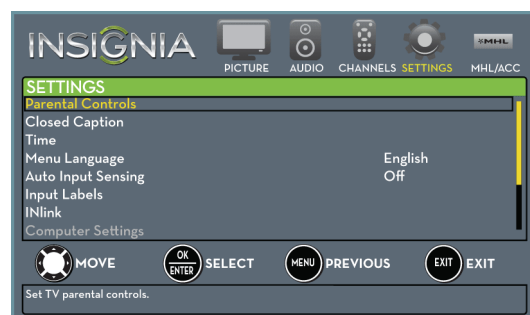 INSIGNIA
PICTURE AUDIO CHANNELS SETTINGS MHL MHL/ACC
SETTINGS
Parental Controls
Closed Caption
Time
Menu Language English
Auto Input Sensing Off
Input Labels
INlink
Computer Settings
MOVE OK ENTER SELECT MENU PREVIOUS EXIT EXIT
Set TV parental controls.